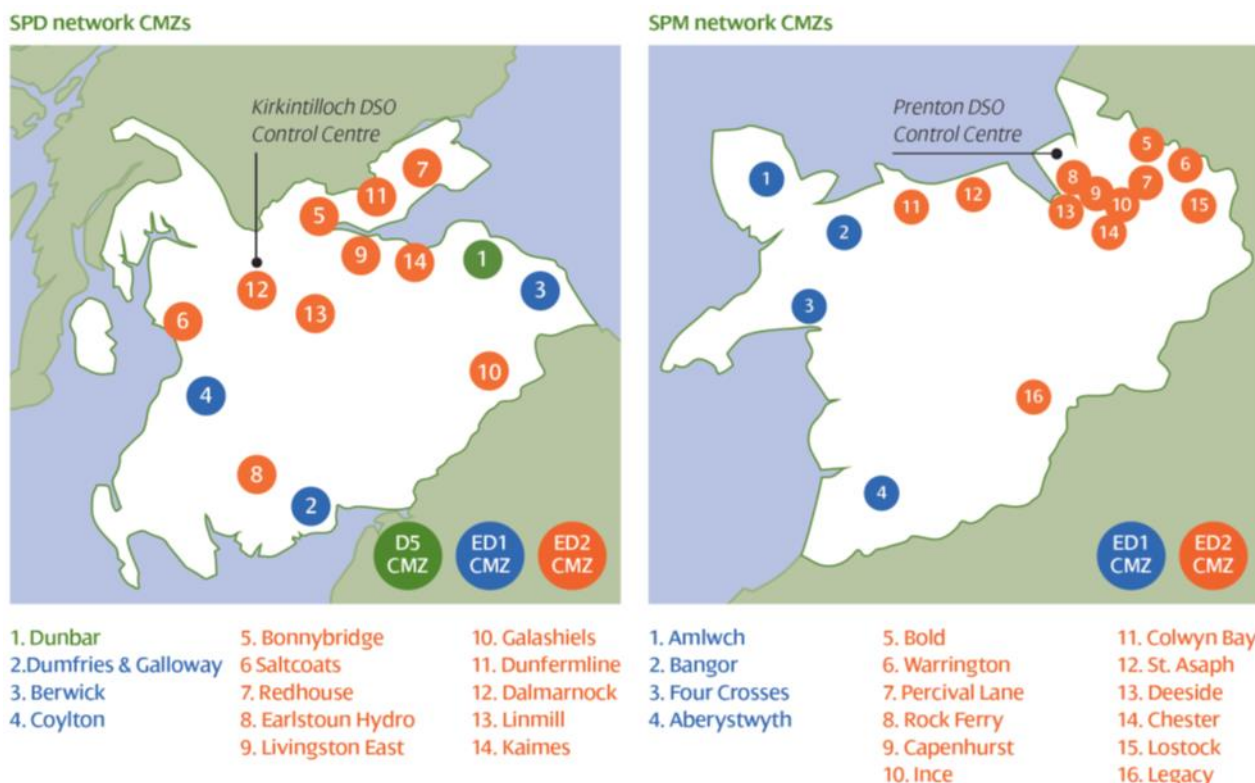 SPD network CMZs
Kirkintilloch DSO
Control Centre
7
11
5
9
14
1
3
12
13
6
10
4
8
2
D5
CMZ
ED1
CMZ
ED2
CMZ
1. Dunbar
2.Dumfries & Galloway
3. Berwick
4. Coylton
5. Bonnybridge
6 Saltcoats
7. Redhouse
8. Earlstoun Hydro
9. Livingston East
10. Galashiels
11. Dunfermline
12. Dalmarnock
13. Linmill
14. Kaimes
SPM network CMZs
Prenton DSO
Control Centre
5
6
1
8
7
9
12
11
10
15
13
14
2
3
16
4
ED1
CMZ
ED2
CMZ
1. Amlwch
2. Bangor
3. Four Crosses
4. Aberystwyth
5. Bold
6. Warrington
7. Percival Lane
8. Rock Ferry
9. Capenhurst
10. Ince
11. Colwyn Bay
12. St. Asaph
13. Deeside
14. Chester
15. Lostock
16. Legacy